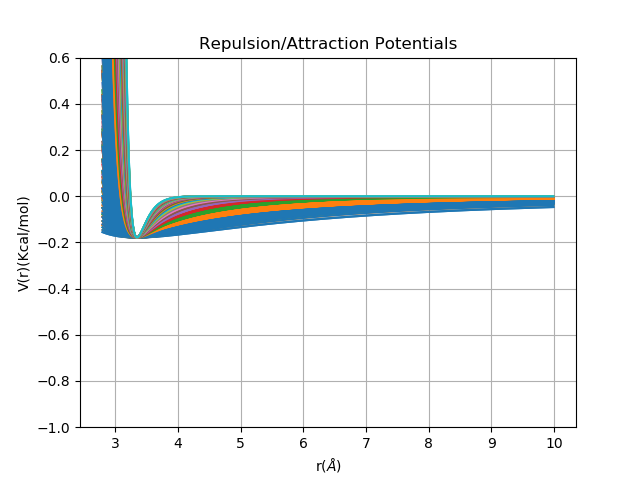 Repulsion/Attraction Potentials
0.6
0.4
0.2
0.0
−0.2
−0.4
−0.6
−0.8
−1.0
V(r)(Kcal/mol)
3 4 5 6 7 8 9 10
r(Å)